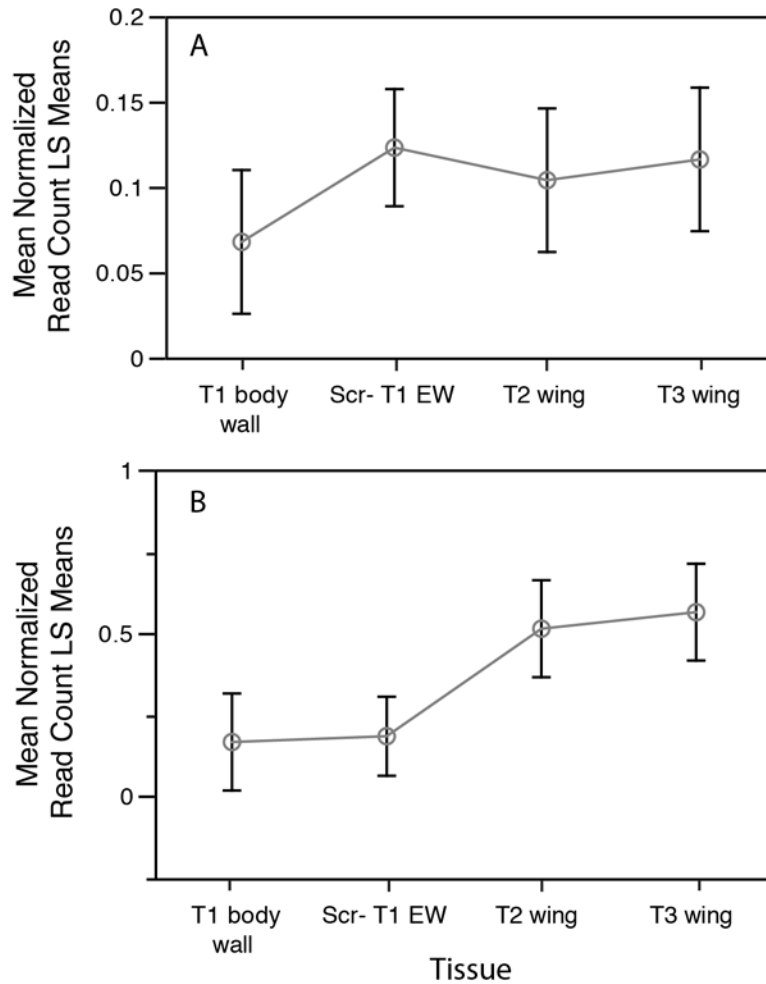 0.2
A
0.15
0.1
0.05
0
Mean Normalized
Read Count LS Means
T1 body
wall
Scr- T1 EW
T2 wing
T3 wing
1
B
0.5
0
Mean Normalized
Read Count LS Means
T1 body
wall
Scr- T1 EW
T2 wing
T3 wing
Tissue